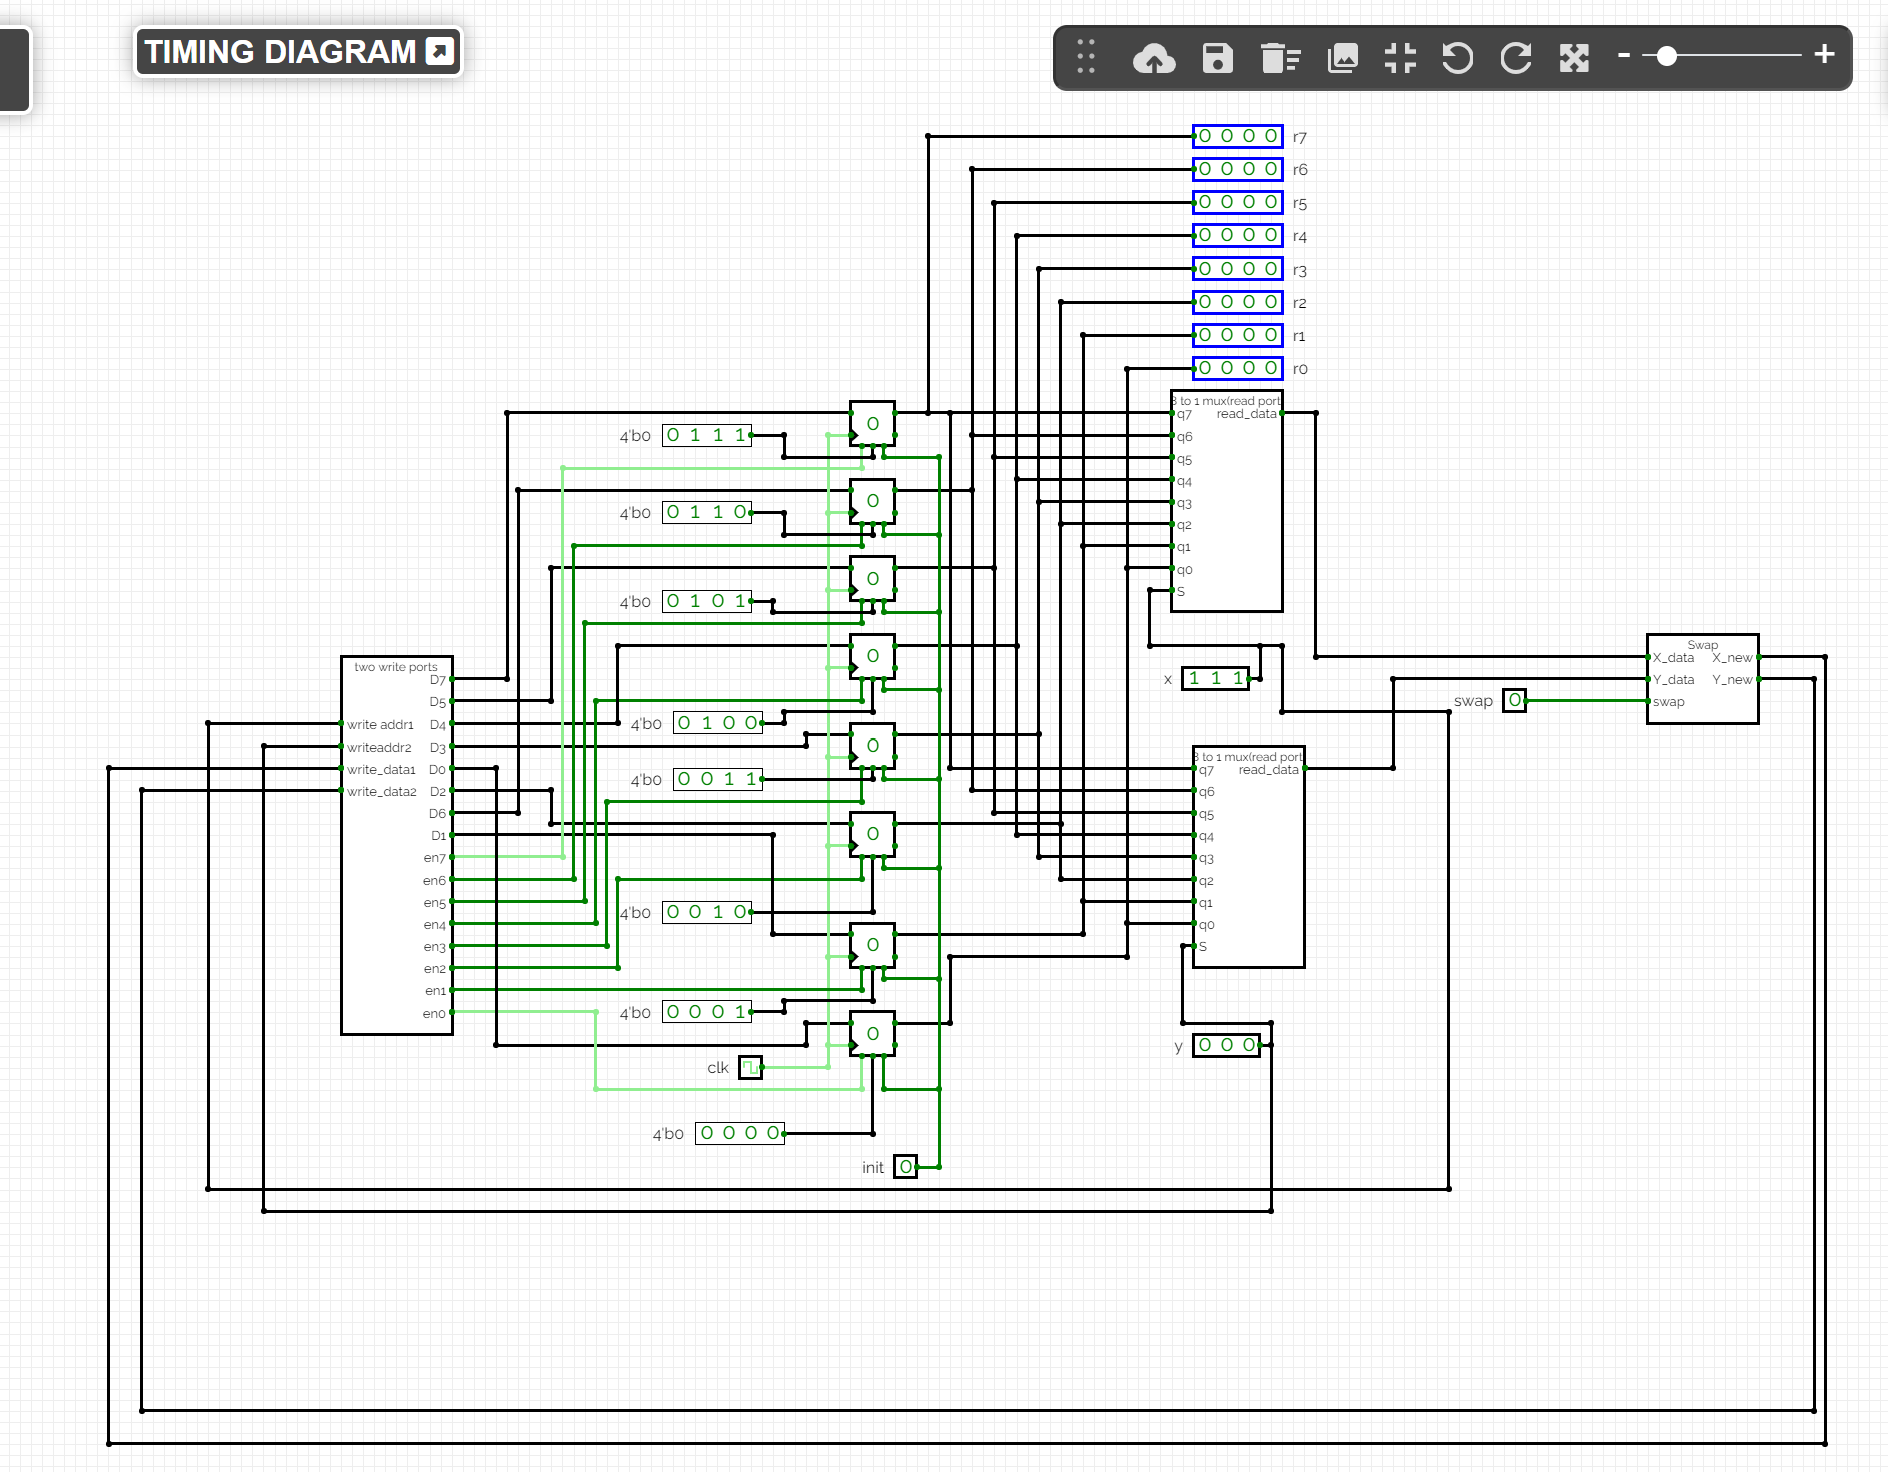 TIMING DIAGRAM
- +
0 0 0 0 r7
0 0 0 0 r6
0 0 0 0 r5
0 0 0 0 r4
0 0 0 0 r3
0 0 0 0 r2
0 0 0 0 r1
0 0 0 0 r0
to 1 mux(read port
q7 read_data
q6
q5
q4
q3
q2
q1
q0
S
4'b0 0 1 1 1
0
4'b0 0 1 1 0
0
4'b0 0 1 0 1
0
0
4'b0 0 1 0 0
0
4'b0 0 0 1 1
0
4'b0 0 0 1 0
0
4'b0 0 0 0 1
0
clk
4'b0 0 0 0 0
init 0
two write ports
D7
D5
write addr1 D4
writeaddr2 D3
write_data1 D0
write_data2 D2
D6
D1
en7
en6
en5
en4
en3
en2
en1
en0
x 1 1 1
Swap
X_data X_new
Y_data Y_new
swap
swap 0
to 1 mux(read port
q7 read_data
q6
q5
q4
q3
q2
q1
q0
S
y 0 0 0